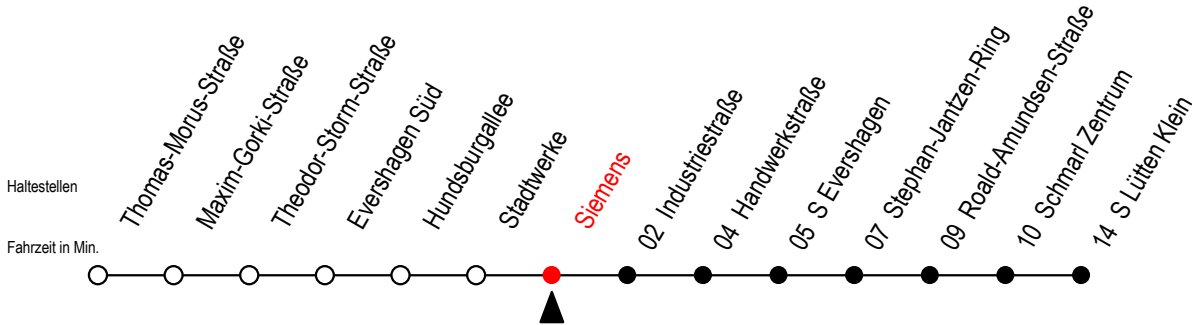 Haltestellen
Fahrzeit in Min.
Thomas-Morus-Straße
Maxim-Gorki-Straße
Theodor-Storm-Straße
Evershagen Süd
Hundsburgallee
Stadtwerke
Siemens
02 Industriestraße
04 Handwerkstraße
05 S Evershagen
07 Stephan-Jantzen-Ring
09 Roald-Amundsen-Straße
10 Schmarl Zentrum
14 S Lütten Klein